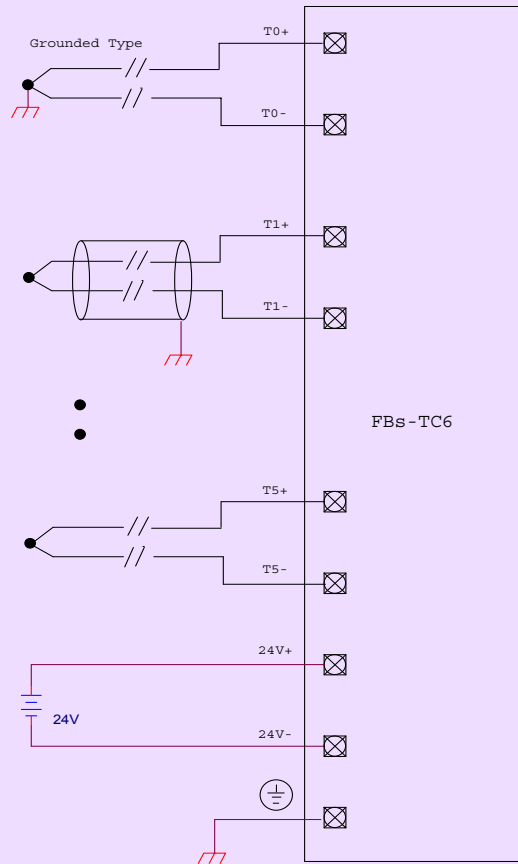 T0+
Grounded Type
T0-
T1+
T1-
FBs-TC6
T5+
T5-
24V+
24V
24V-